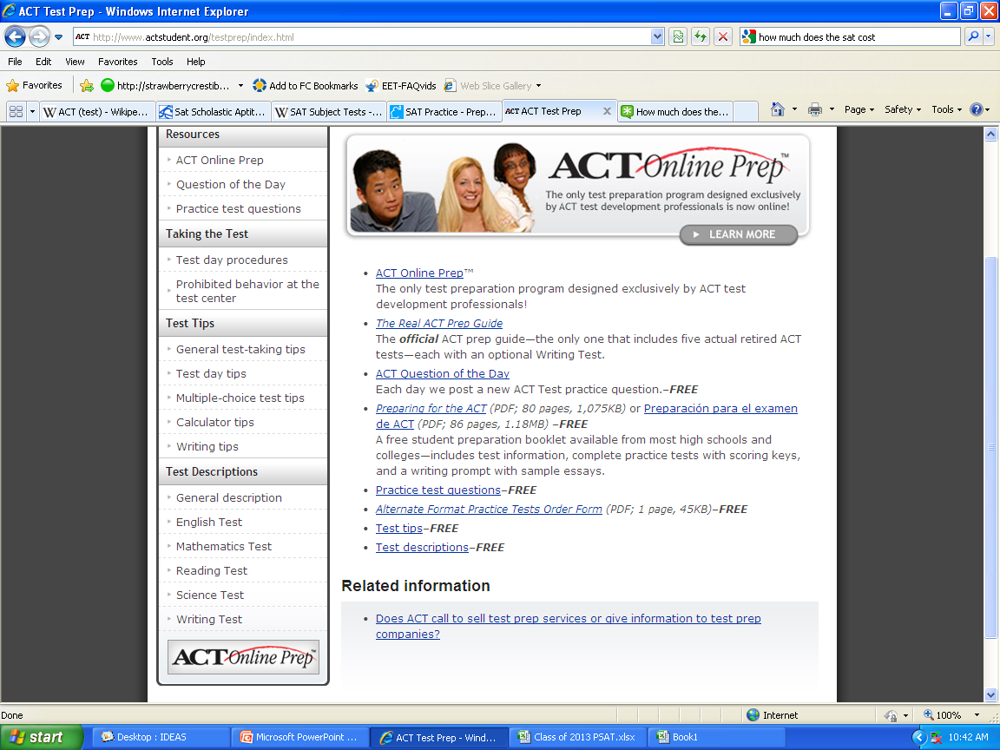 ACT Test Prep - Windows Internet Explorer
ACT http://www.actstudent.org/testprep/index.html
how much does the sat cost
File Edit View Favorites Tools Help
Favorites http://strawberrycrestib... Add to FC Bookmarks EET-FAQvids Web Slice Gallery
W ACT (test) - Wikipe... Sat Scholastic Aptit... W SAT Subject Tests -... SAT Practice - Prep... ACT ACT Test Prep How much does the... Page Safety Tools
Resources
ACT Online Prep
Question of the Day
Practice test questions
Taking the Test
Test day procedures
Prohibited behavior at the
test center
Test Tips
General test-taking tips
Test day tips
Multiple-choice test tips
Calculator tips
Writing tips
Test Descriptions
General description
English Test
Mathematics Test
Reading Test
Science Test
Writing Test
ACT Online Prep™
ACT Online Prep™
The only test preparation program designed exclusively
by ACT test development professionals is now online!
LEARN MORE
• ACT Online Prep™
The only test preparation program designed exclusively by ACT test
development professionals!
• The Real ACT Prep Guide
The official ACT prep guide—the only one that includes five actual retired ACT
tests—each with an optional Writing Test.
• ACT Question of the Day
Each day we post a new ACT Test practice question.–FREE
• Preparing for the ACT (PDF; 80 pages, 1,075KB) or Preparación para el examen
de ACT (PDF; 86 pages, 1.18MB) –FREE
A free student preparation booklet available from most high schools and
colleges—includes test information, complete practice tests with scoring keys,
and a writing prompt with sample essays.
• Practice test questions–FREE
• Alternate Format Practice Tests Order Form (PDF; 1 page, 45KB)–FREE
• Test tips–FREE
• Test descriptions–FREE
Related information
• Does ACT call to sell test prep services or give information to test prep
companies?
Done Internet 100%
start Desktop : IDEAS Microsoft PowerPoint ... ACT Test Prep - Wind... Class of 2013 PSAT.xlsx Book1 10:42 AM